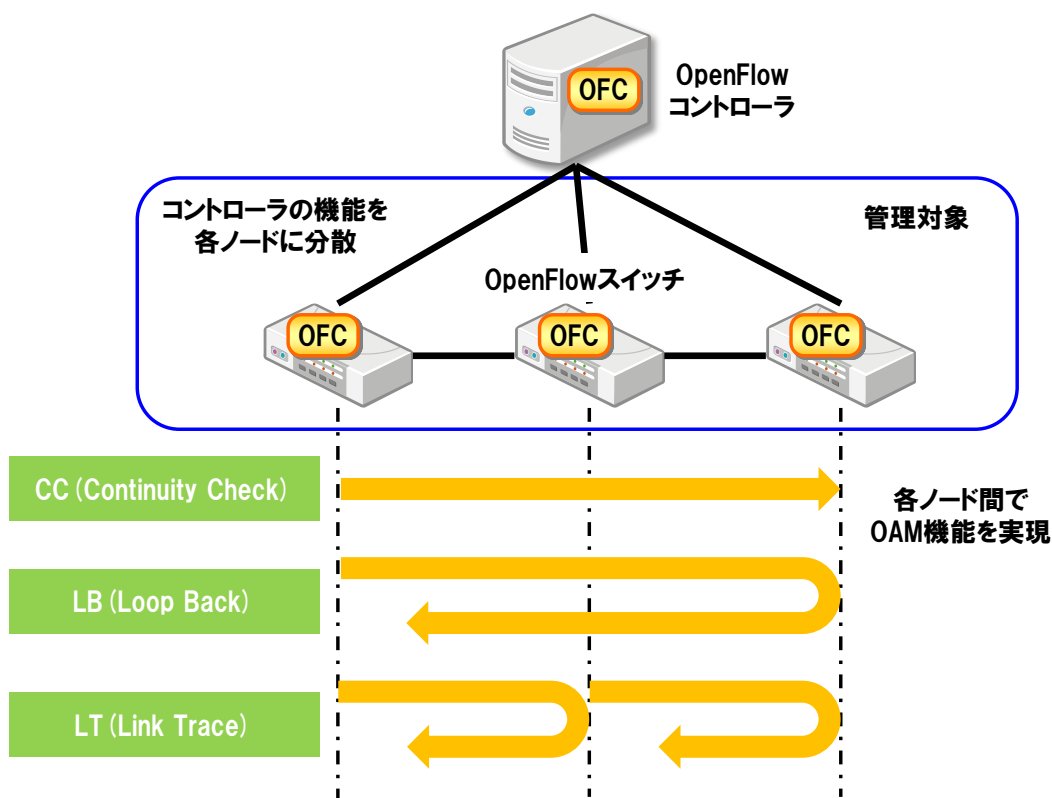 OFC
OpenFlow
コントローラ
コントローラの機能を
各ノードに分散
管理対象
OpenFlowスイッチ
OFC
OFC
OFC
CC(Continuity Check)
各ノード間で
OAM機能を実現
LB(Loop Back)
LT(Link Trace)